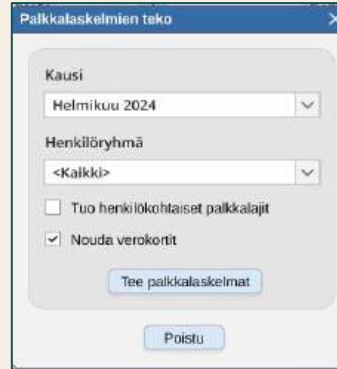 Palkkalaskelmien teko
Kausi
Helmikuu 2024
Henkilöryhmä
<Kaikki>
Tuo henkilökohtaiset palkkalajit
Nouda verokortit
Tee palkkalaskelmat
Poistu